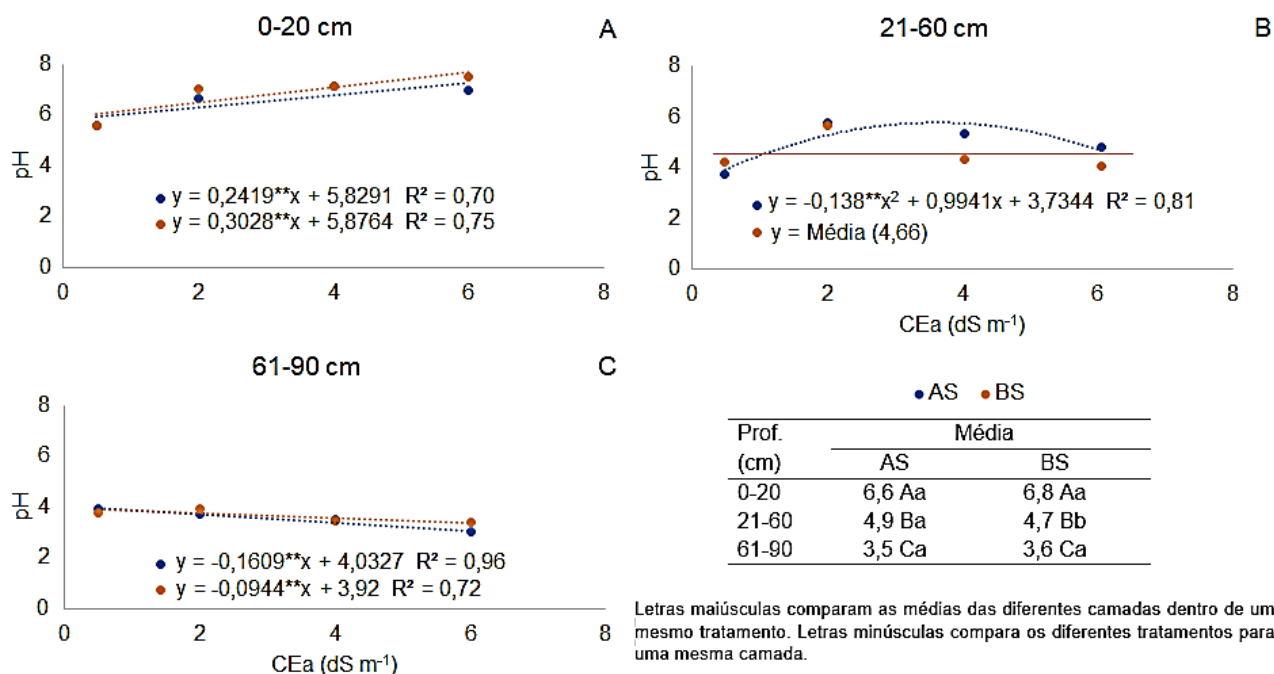 0-20 cm
A
8
6
4
2
0
pH
y = 0,2419**x + 5,8291 R² = 0,70
y = 0,3028**x + 5,8764 R² = 0,75
0 2 4 6 8
21-60 cm
B
8
6
4
2
0
pH
y = -0,138**x² + 0,9941x + 3,7344 R² = 0,81
y = Média (4,66)
0 2 4 6 8
CEa (dS m⁻¹)
61-90 cm
C
8
6
4
2
0
pH
y = -0,1609**x + 4,0327 R² = 0,96
y = -0,0944**x + 3,92 R² = 0,72
0 2 4 6 8
CEa (dS m⁻¹)
AS BS
Prof. Média
(cm) AS BS
0-20 6,6 Aa 6,8 Aa
21-60 4,9 Ba 4,7 Bb
61-90 3,5 Ca 3,6 Ca
Letras maiúsculas comparam as médias das diferentes camadas dentro de um
mesmo tratamento. Letras minúsculas compara os diferentes tratamentos para
uma mesma camada.